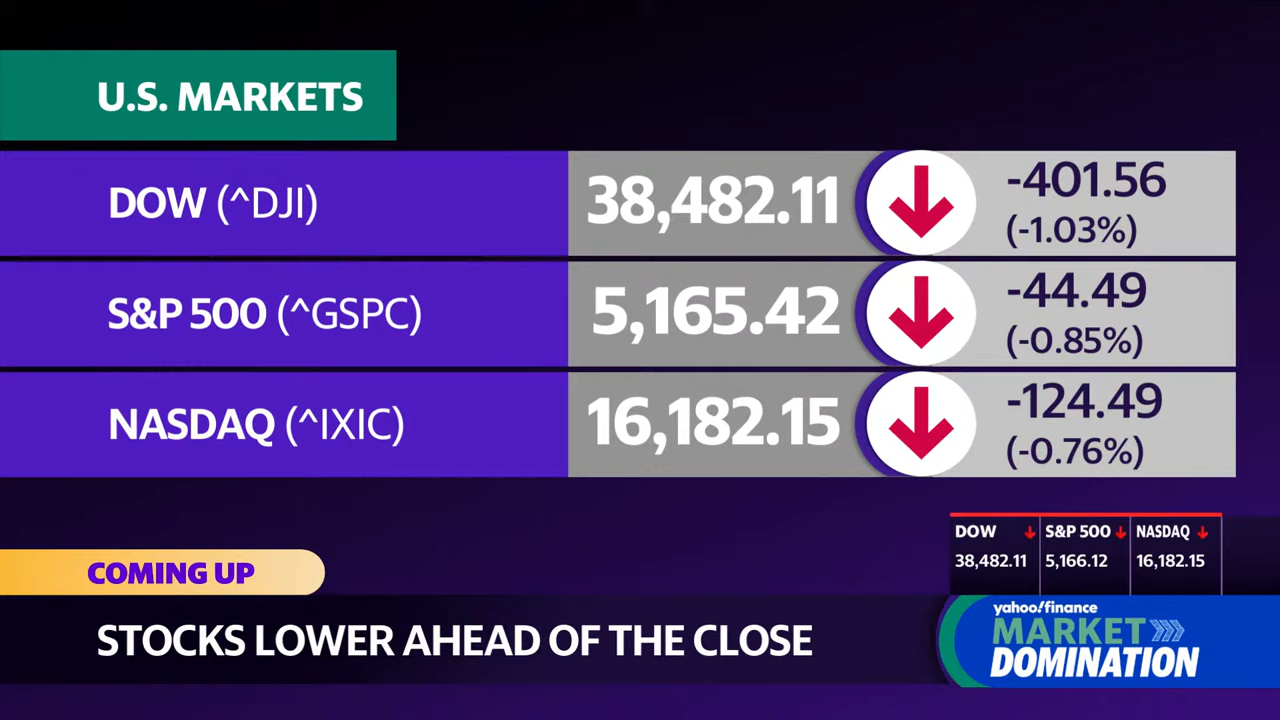 U.S. MARKETS
DOW (^DJI) 38,482.11 -401.56
(-1.03%)
S&P 500 (^GSPC) 5,165.42 -44.49
(-0.85%)
NASDAQ (^IXIC) 16,182.15 -124.49
(-0.76%)
DOW S&P 500 NASDAQ
38,482.11 5,166.12 16,182.15
COMING UP
STOCKS LOWER AHEAD OF THE CLOSE
yahoo!finance
MARKET
DOMINATION